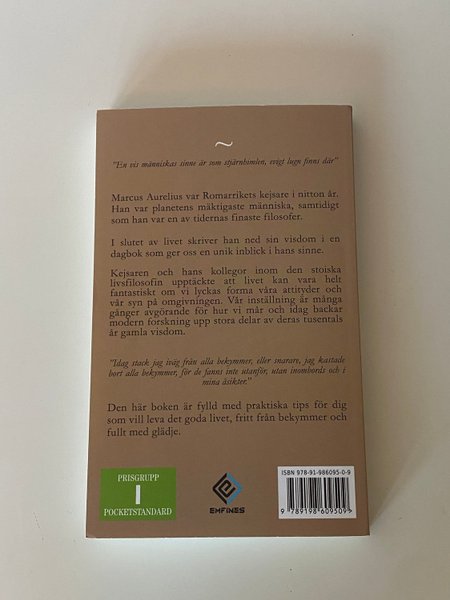 ~
"En vis människas sinne är som stjärnhimlen, evigt lugn finns där"
Marcus Aurelius var Romarrikets kejsare i nitton år.
Han var planetens mäktigaste människa, samtidigt
som han var en av tidernas finaste filosofer.
I slutet av livet skriver han ned sin visdom i en
dagbok som ger oss en unik inblick i hans sinne.
Kejsaren och hans kollegor inom den stoiska
livsfilosofin upptäckte att livet kan vara helt
fantastiskt om vi lyckas forma våra attityder och
vår syn på omgivningen. Vår inställning är många
gånger avgörande för hur vi mår och idag backar
modern forskning upp stora delar av deras tusentals
år gamla visdom.
"Idag stack jag iväg från alla bekymmer, eller snarare, jag kastade
bort alla bekymmer, för de fanns inte utanför, utan inombords och i
mina åsikter."
Den här boken är fylld med praktiska tips för dig
som vill leva det goda livet, fritt från bekymmer och
fullt med glädje.
PRISGRUPP
I
POCKETSTANDARD
EMFINES
ISBN 978-91-986095-0-9
9 789198 609509